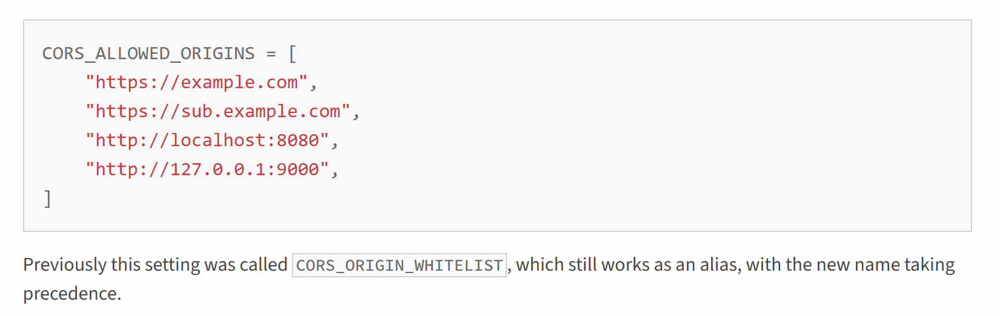 CORS_ALLOWED_ORIGINS = [
    "https://example.com",
    "https://sub.example.com",
    "http://localhost:8080",
    "http://127.0.0.1:9000",
]
Previously this setting was called CORS_ORIGIN_WHITELIST, which still works as an alias, with the new name taking
precedence.